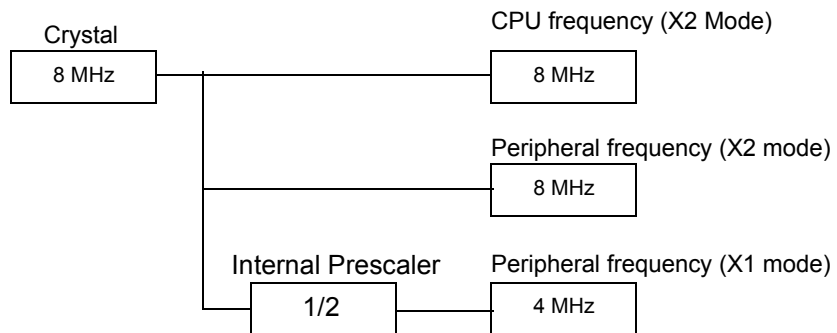 Crystal
8 MHz
CPU frequency (X2 Mode)
8 MHz
Peripheral frequency (X2 mode)
8 MHz
Internal Prescaler
1/2
Peripheral frequency (X1 mode)
4 MHz